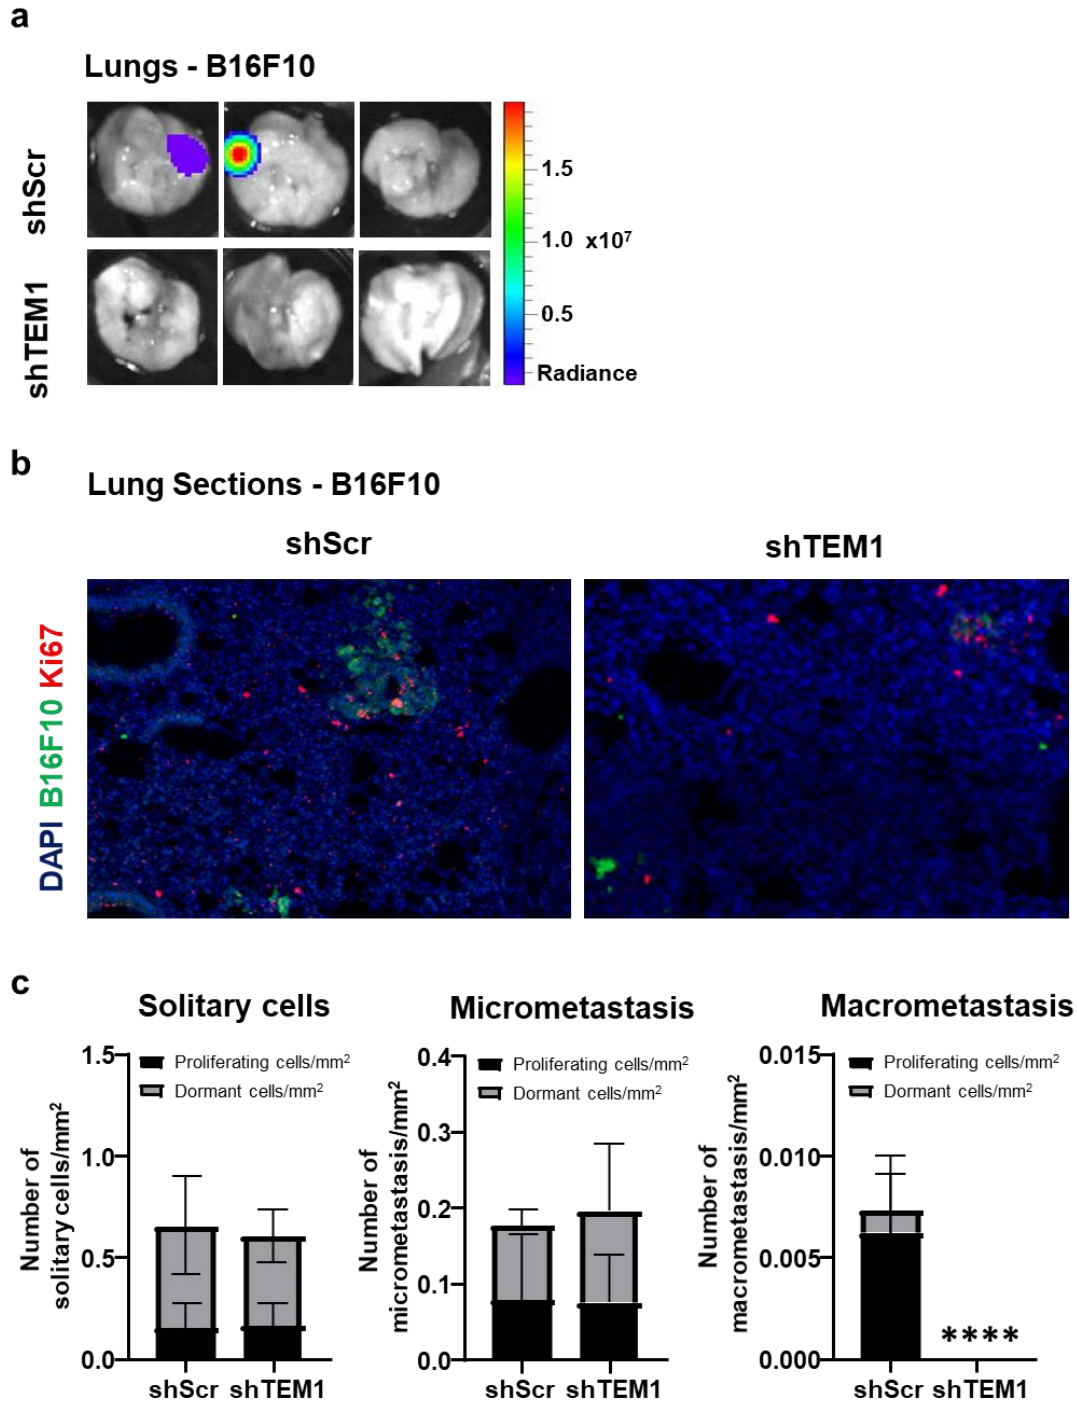 a
Lungs - B16F10
shScr
shTEM1
1.5
1.0 x10⁷
0.5
Radiance
b
Lung Sections - B16F10
shScr
shTEM1
DAPI B16F10 Ki67
c
Solitary cells
Number of
solitary cells/mm²
1.5
1.0
0.5
0.0
Proliferating cells/mm²
Dormant cells/mm²
shScr shTEM1
Micrometastasis
Number of
micrometastasis/mm²
0.4
0.3
0.2
0.1
0.0
Proliferating cells/mm²
Dormant cells/mm²
shScr shTEM1
Macrometastasis
Number of
macrometastasis/mm²
0.015
0.010
0.005
0.000
Proliferating cells/mm²
Dormant cells/mm²
****
shScr shTEM1